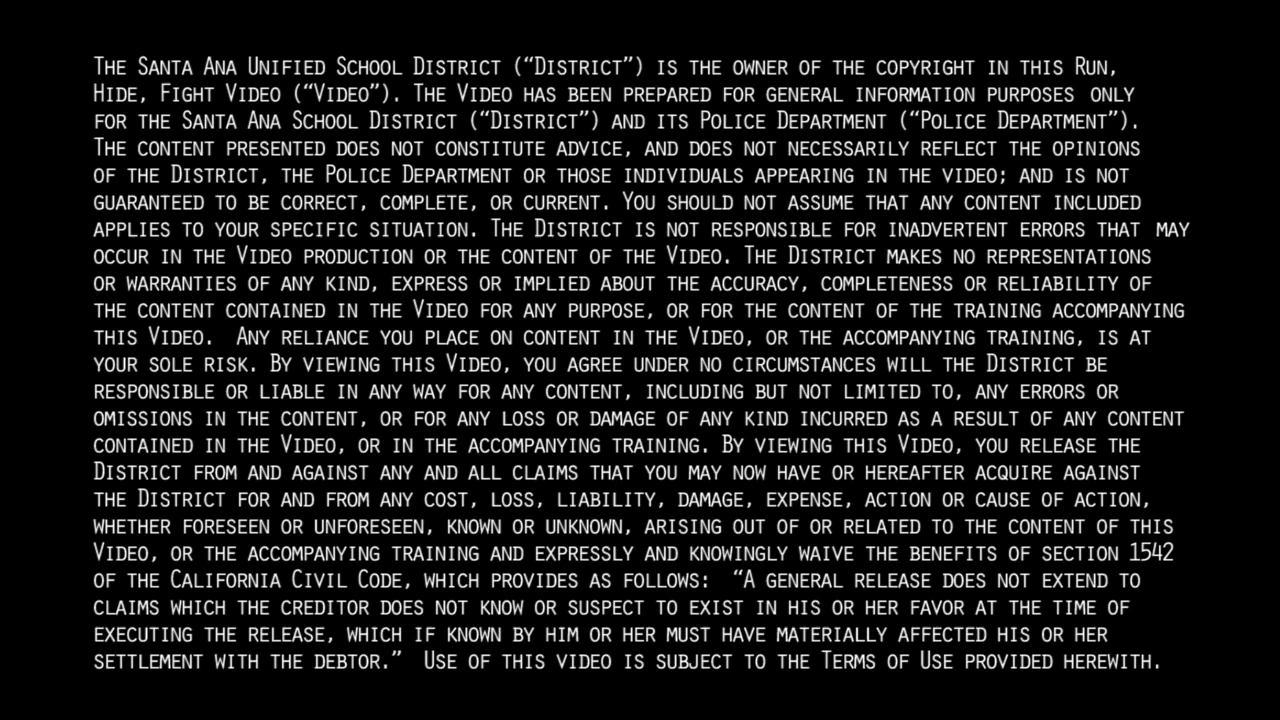 The Santa Ana Unified School District (“District”) is the owner of the copyright in this Run,
Hide, Fight Video (“Video”). The Video has been prepared for general information purposes only
for the Santa Ana School District (“District”) and its Police Department (“Police Department”).
The content presented does not constitute advice, and does not necessarily reflect the opinions
of the District, the Police Department or those individuals appearing in the video; and is not
guaranteed to be correct, complete, or current. You should not assume that any content included
applies to your specific situation. The District is not responsible for inadvertent errors that may
occur in the Video production or the content of the Video. The District makes no representations
or warranties of any kind, express or implied about the accuracy, completeness or reliability of
the content contained in the Video for any purpose, or for the content of the training accompanying
this Video. Any reliance you place on content in the Video, or the accompanying training, is at
your sole risk. By viewing this Video, you agree under no circumstances will the District be
responsible or liable in any way for any content, including but not limited to, any errors or
omissions in the content, or for any loss or damage of any kind incurred as a result of any content
contained in the Video, or in the accompanying training. By viewing this Video, you release the
District from and against any and all claims that you may now have or hereafter acquire against
the District for and from any cost, loss, liability, damage, expense, action or cause of action,
whether foreseen or unforeseen, known or unknown, arising out of or related to the content of this
Video, or the accompanying training and expressly and knowingly waive the benefits of section 1542
of the California Civil Code, which provides as follows: “A general release does not extend to
claims which the creditor does not know or suspect to exist in his or her favor at the time of
executing the release, which if known by him or her must have materially affected his or her
settlement with the debtor.” Use of this video is subject to the Terms of Use provided herewith.